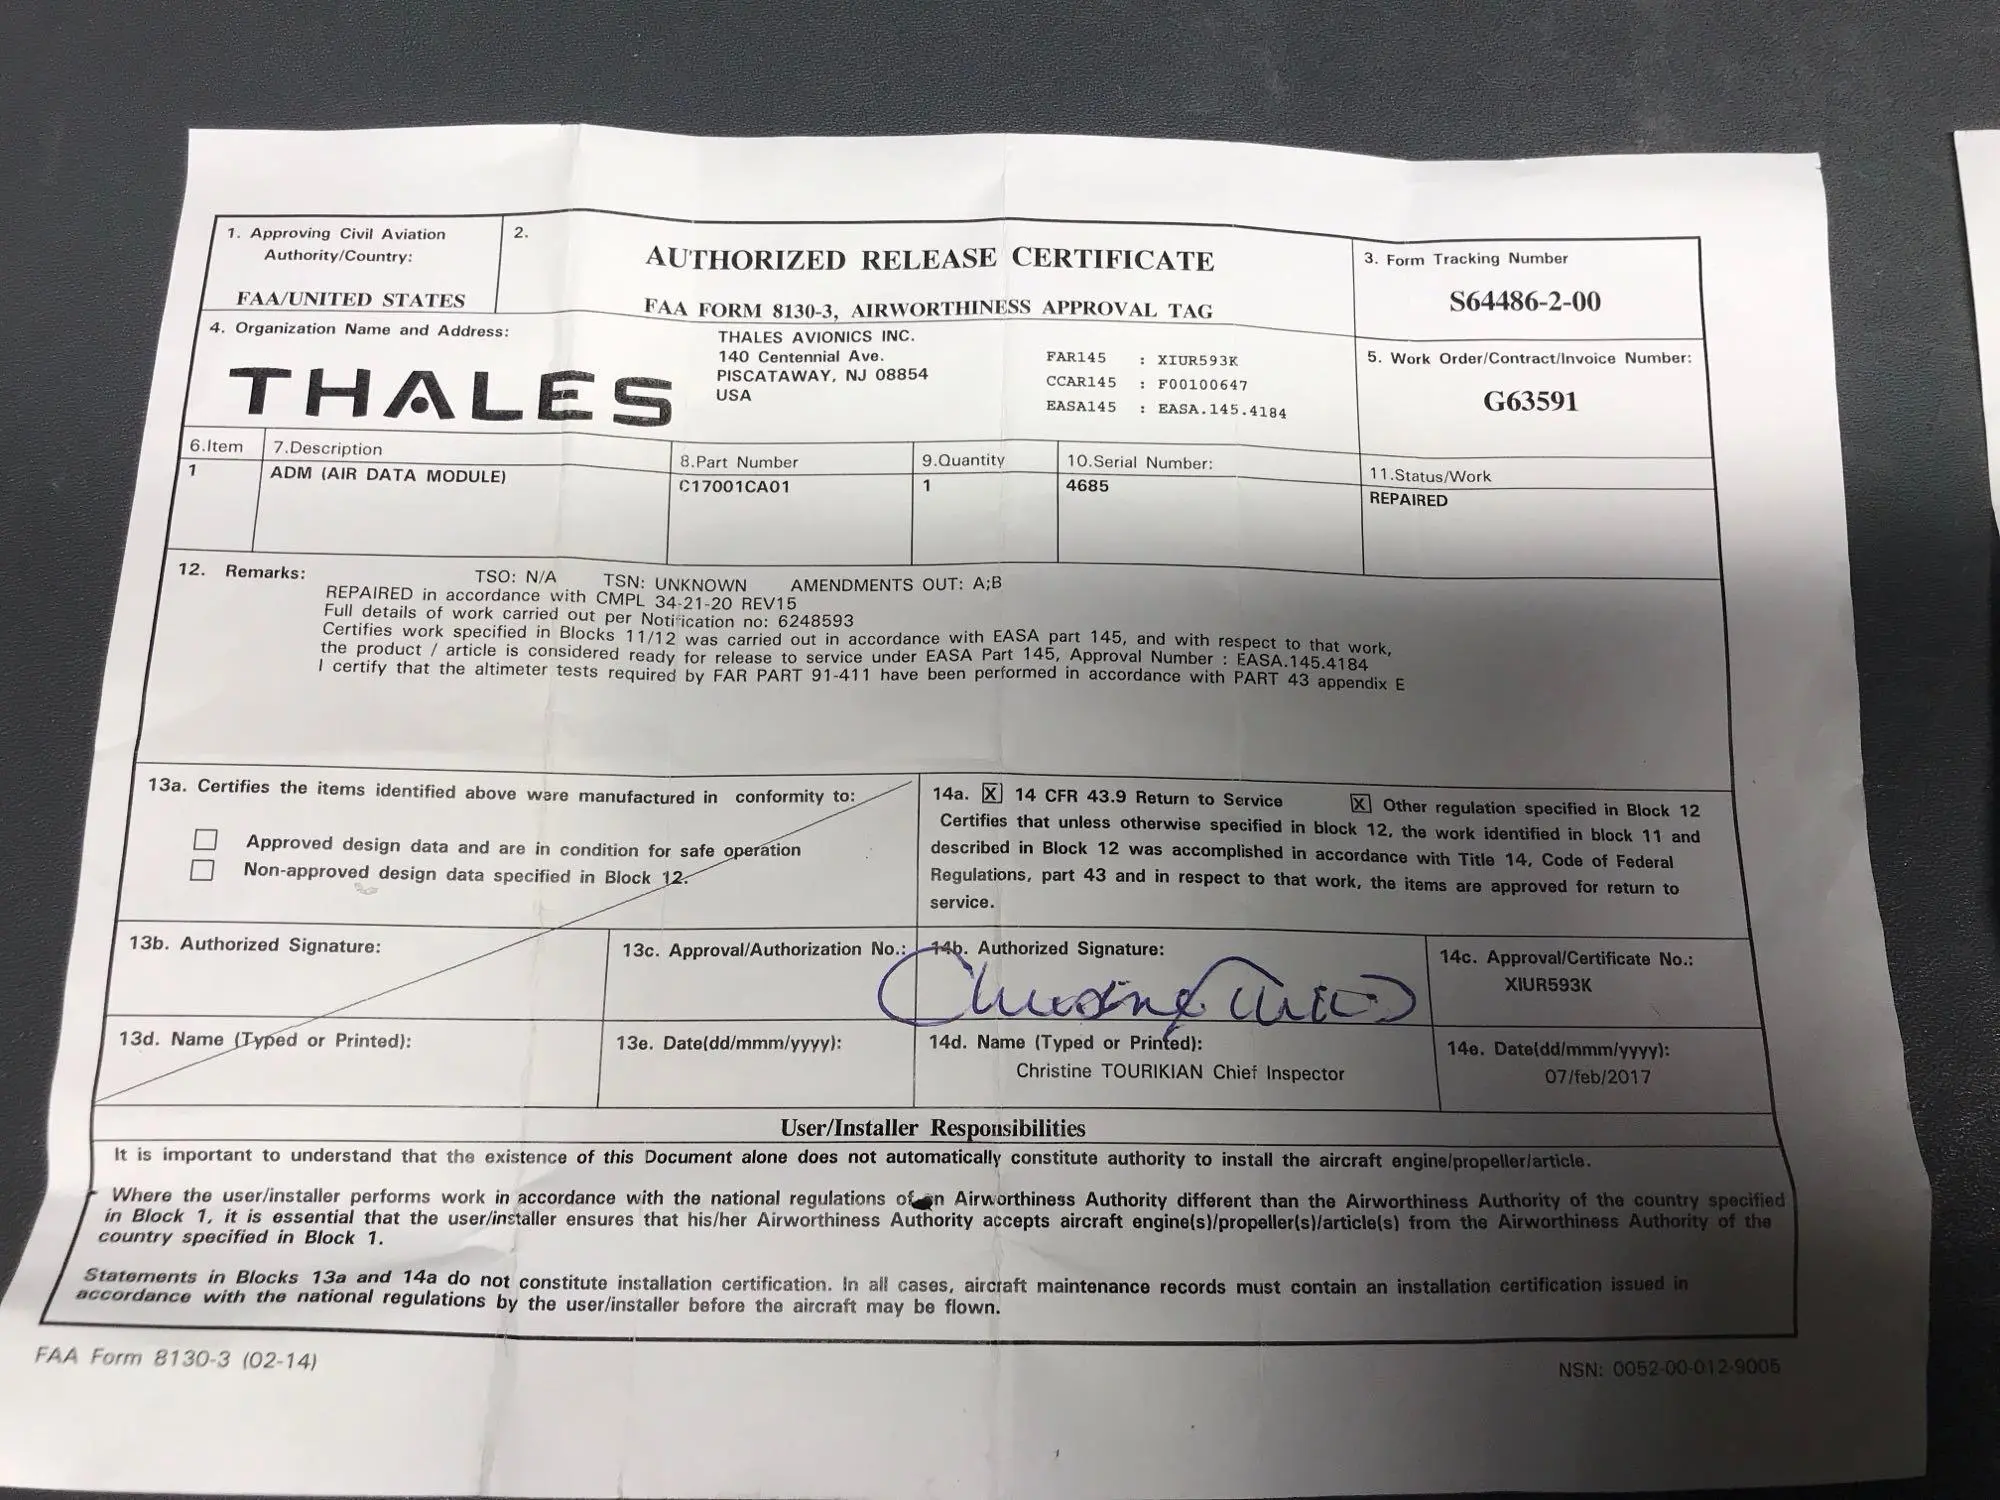 1. Approving Civil Aviation
Authority/Country:
FAA/UNITED STATES
2.
AUTHORIZED RELEASE CERTIFICATE
FAA FORM 8130-3, AIRWORTHINESS APPROVAL TAG
3. Form Tracking Number
S64486-2-00
4. Organization Name and Address:
THALES
THALES AVIONICS INC.
140 Centennial Ave.
PISCATAWAY, NJ 08854
USA
FAR145 : XIUR593K
CCAR145 : F00100647
EASA145 : EASA.145.4184
5. Work Order/Contract/Invoice Number:
G63591
6.Item 7.Description 8.Part Number 9.Quantity 10.Serial Number: 11.Status/Work
1 ADM (AIR DATA MODULE) C17001CA01 1 4685 REPAIRED
12. Remarks: TSO: N/A TSN: UNKNOWN AMENDMENTS OUT: A;B
REPAIRED in accordance with CMPL 34-21-20 REV15
Full details of work carried out per Notification no: 6248593
Certifies work specified in Blocks 11/12 was carried out in accordance with EASA part 145, and with respect to that work,
the product / article is considered ready for release to service under EASA Part 145, Approval Number : EASA.145.4184
I certify that the altimeter tests required by FAR PART 91-411 have been performed in accordance with PART 43 appendix E
13a. Certifies the items identified above were manufactured in conformity to:
Approved design data and are in condition for safe operation
Non-approved design data specified in Block 12.
14a. X 14 CFR 43.9 Return to Service X Other regulation specified in Block 12
Certifies that unless otherwise specified in block 12, the work identified in block 11 and
described in Block 12 was accomplished in accordance with Title 14, Code of Federal
Regulations, part 43 and in respect to that work, the items are approved for return to
service.
13b. Authorized Signature:
13c. Approval/Authorization No.:
14b. Authorized Signature:
14c. Approval/Certificate No.:
XIUR593K
13d. Name (Typed or Printed):
13e. Date(dd/mmm/yyyy):
14d. Name (Typed or Printed):
Christine TOURIKIAN Chief Inspector
14e. Date(dd/mmm/yyyy):
07/feb/2017
User/Installer Responsibilities
It is important to understand that the existence of this Document alone does not automatically constitute authority to install the aircraft engine/propeller/article.
Where the user/installer performs work in accordance with the national regulations of an Airworthiness Authority different than the Airworthiness Authority of the country specified
in Block 1, it is essential that the user/installer ensures that his/her Airworthiness Authority accepts aircraft engine(s)/propeller(s)/article(s) from the Airworthiness Authority of the
country specified in Block 1.
Statements in Blocks 13a and 14a do not constitute installation certification. In all cases, aircraft maintenance records must contain an installation certification issued in
accordance with the national regulations by the user/installer before the aircraft may be flown.
FAA Form 8130-3 (02-14)
NSN: 0052-00-012-9005